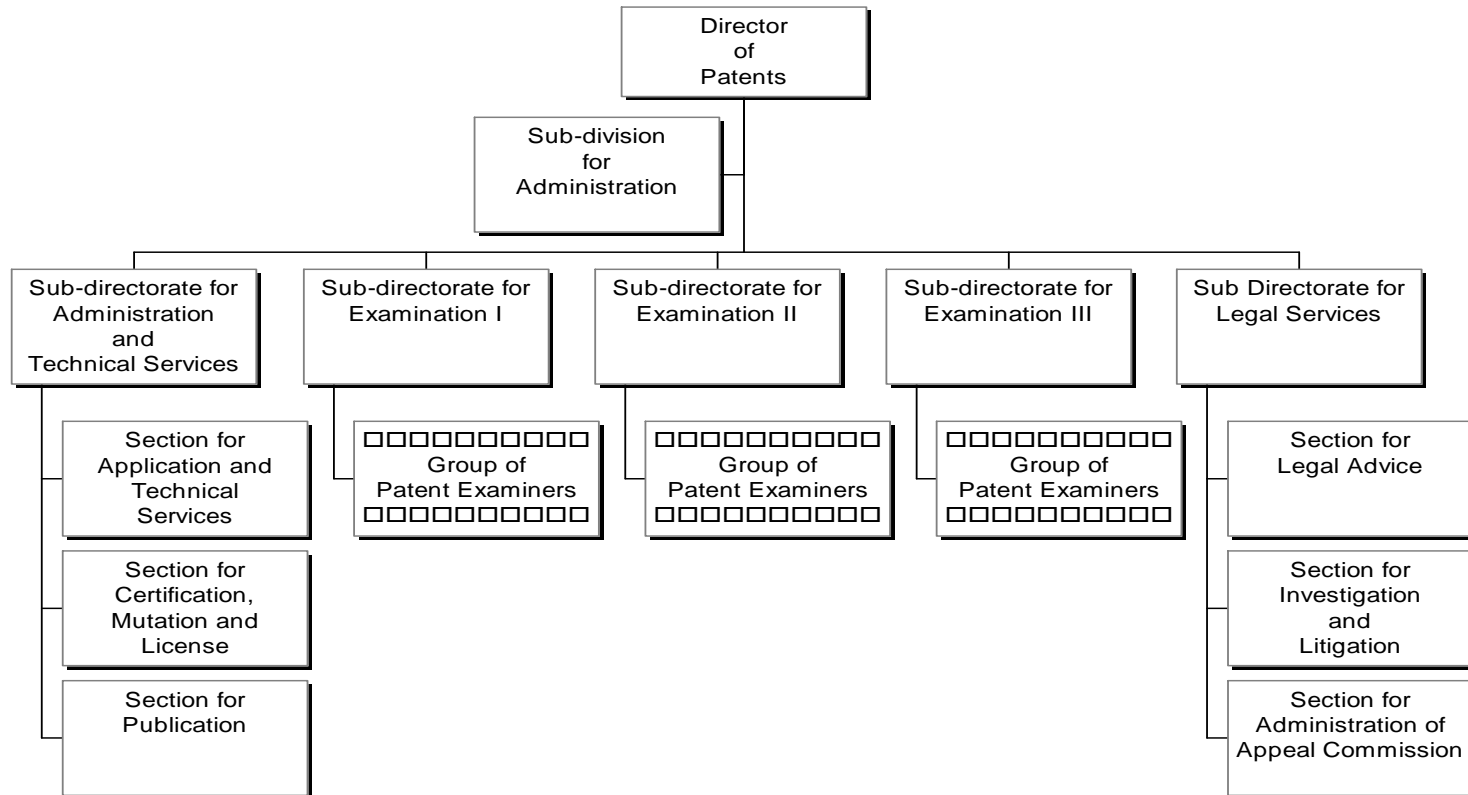 Director
of
Patents
Sub-division
for
Administration
Sub-directorate for
Administration
and
Technical Services
Sub-directorate for
Examination I
Sub-directorate for
Examination II
Sub-directorate for
Examination III
Sub Directorate for
Legal Services
Section for
Application and
Technical
Services
□□□□□□□□□□
Group of
Patent Examiners
□□□□□□□□□□
□□□□□□□□□□
Group of
Patent Examiners
□□□□□□□□□□
□□□□□□□□□□
Group of
Patent Examiners
□□□□□□□□□□
Section for
Legal Advice
Section for
Certification,
Mutation and
License
Section for
Investigation
and
Litigation
Section for
Publication
Section for
Administration of
Appeal Commission